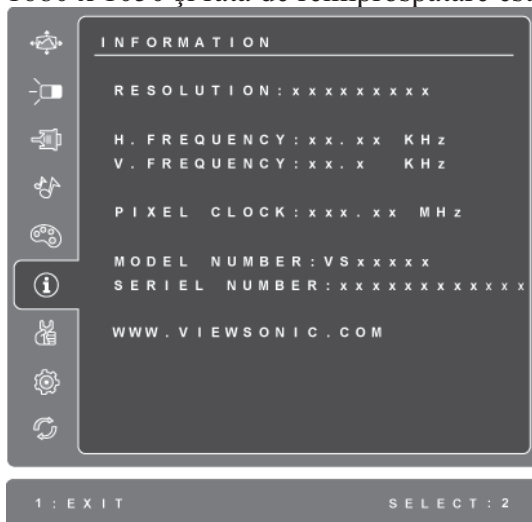 INFORMATION
RESOLUTION:xxxxxxxxx
H. FREQUENCY:xx.xx KHz
V. FREQUENCY:xx.x KHz
PIXEL CLOCK:xxx.xx MHz
MODEL NUMBER:VSxxxxx
SERIEL NUMBER:xxxxxxxxxxxx
WWW.VIEWSONIC.COM
1:EXIT SELECT:2